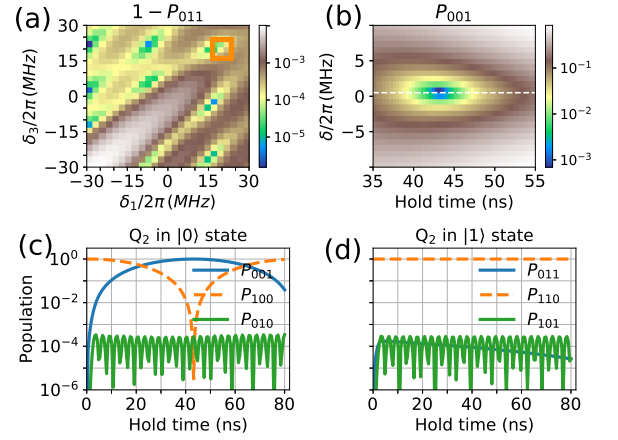 (a) 1 − P₀₁₁
δ₃/2π (MHz)
30
15
0
−15
−30
−30 −15 0 15 30
δ₁/2π (MHz)
10⁻³
10⁻⁴
10⁻⁵
(b) P₀₀₁
δ/2π (MHz)
5
0
−5
35 40 45 50 55
Hold time (ns)
10⁻¹
10⁻²
10⁻³
(c) Q₂ in |0⟩ state
Population
10⁰
10⁻²
10⁻⁴
10⁻⁶
P₀₀₁
P₁₀₀
P₀₁₀
0 20 40 60 80
Hold time (ns)
(d) Q₂ in |1⟩ state
P₀₁₁
P₁₁₀
P₁₀₁
0 20 40 60 80
Hold time (ns)